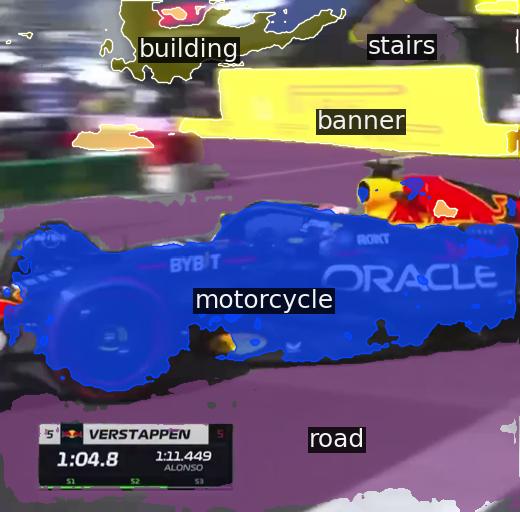 building
stairs
banner
ROKT
BYBIT
ORACLE
motorcycle
road
5 VERSTAPPEN 5
1:04.8 1:11.449
ALONSO
S1 S2 S3